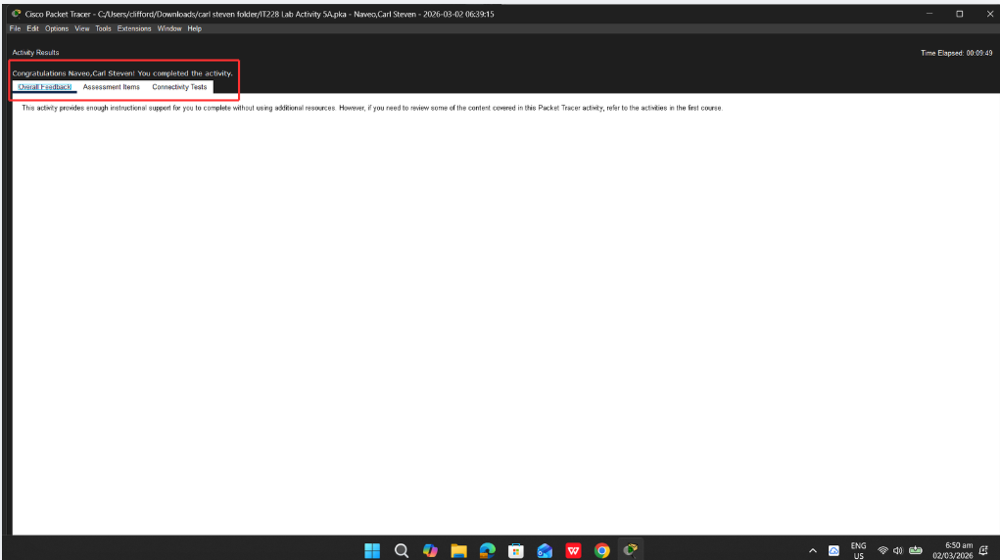 Cisco Packet Tracer - C:/Users/clifford/Downloads/carl steven folder/IT228 Lab Activity 5A.pka - Naveo,Carl Steven - 2026-03-02 06:39:15
File Edit Options View Tools Extensions Window Help
Activity Results
Time Elapsed: 00:09:49
Congratulations Naveo,Carl Steven! You completed the activity.
Overall Feedback Assessment Items Connectivity Tests
This activity provides enough instructional support for you to complete without using additional resources. However, if you need to review some of the content covered in this Packet Tracer activity, refer to the activities in the first course.
W
ENG
US
6:50 am
02/03/2026